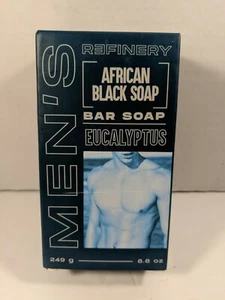 MEN'S
REFINERY
AFRICAN
BLACK SOAP
BAR SOAP
EUCALYPTUS
249 g 8.8 oz